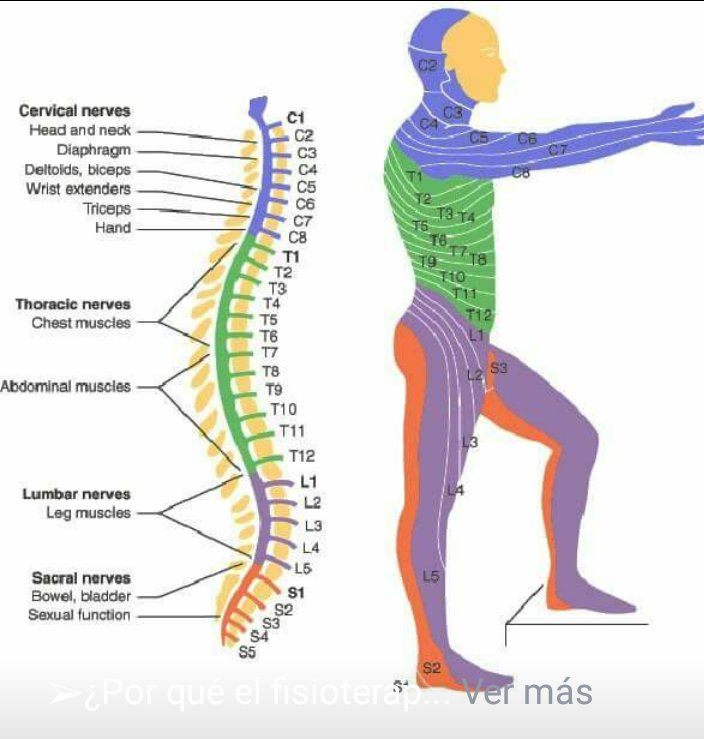 Cervical nerves
Head and neck
Diaphragm
Deltoids, biceps
Wrist extenders
Triceps
Hand
Thoracic nerves
Chest muscles
Abdominal muscles
Lumbar nerves
Leg muscles
Sacral nerves
Bowel, bladder
Sexual function
C1
C2
C3
C4
C5
C6
C7
C8
T1
T2
T3
T4
T5
T6
T7
T8
T9
T10
T11
T12
L1
L2
L3
L4
L5
S1
S2
S3
S4
S5
C2
C3
C4
C5
C6
C7
C8
T1
T2
T3
T4
T5
T6
T7
T8
T9
T10
T11
T12
L1
L2
S3
L3
L4
L5
S2
S1
➢¿Por qué el fisioterap... Ver más